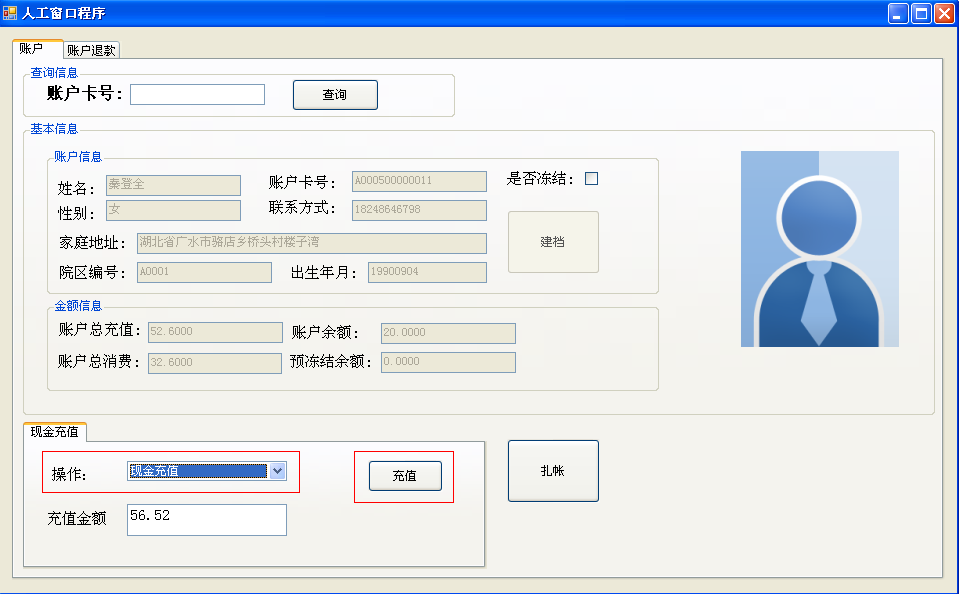 人工窗口程序
账户 账户退款
查询信息
账户卡号： 查询
基本信息
账户信息
姓名： 秦登全 账户卡号： A000500000011 是否冻结：
性别： 女 联系方式： 18248646798
家庭地址： 湖北省广水市骆店乡桥头村楼子湾 建档
院区编号： A0001 出生年月： 19900904
金额信息
账户总充值： 52.6000 账户余额： 20.0000
账户总消费： 32.6000 预冻结余额： 0.0000
现金充值
操作： 现金充值 充值 扎帐
充值金额 56.52